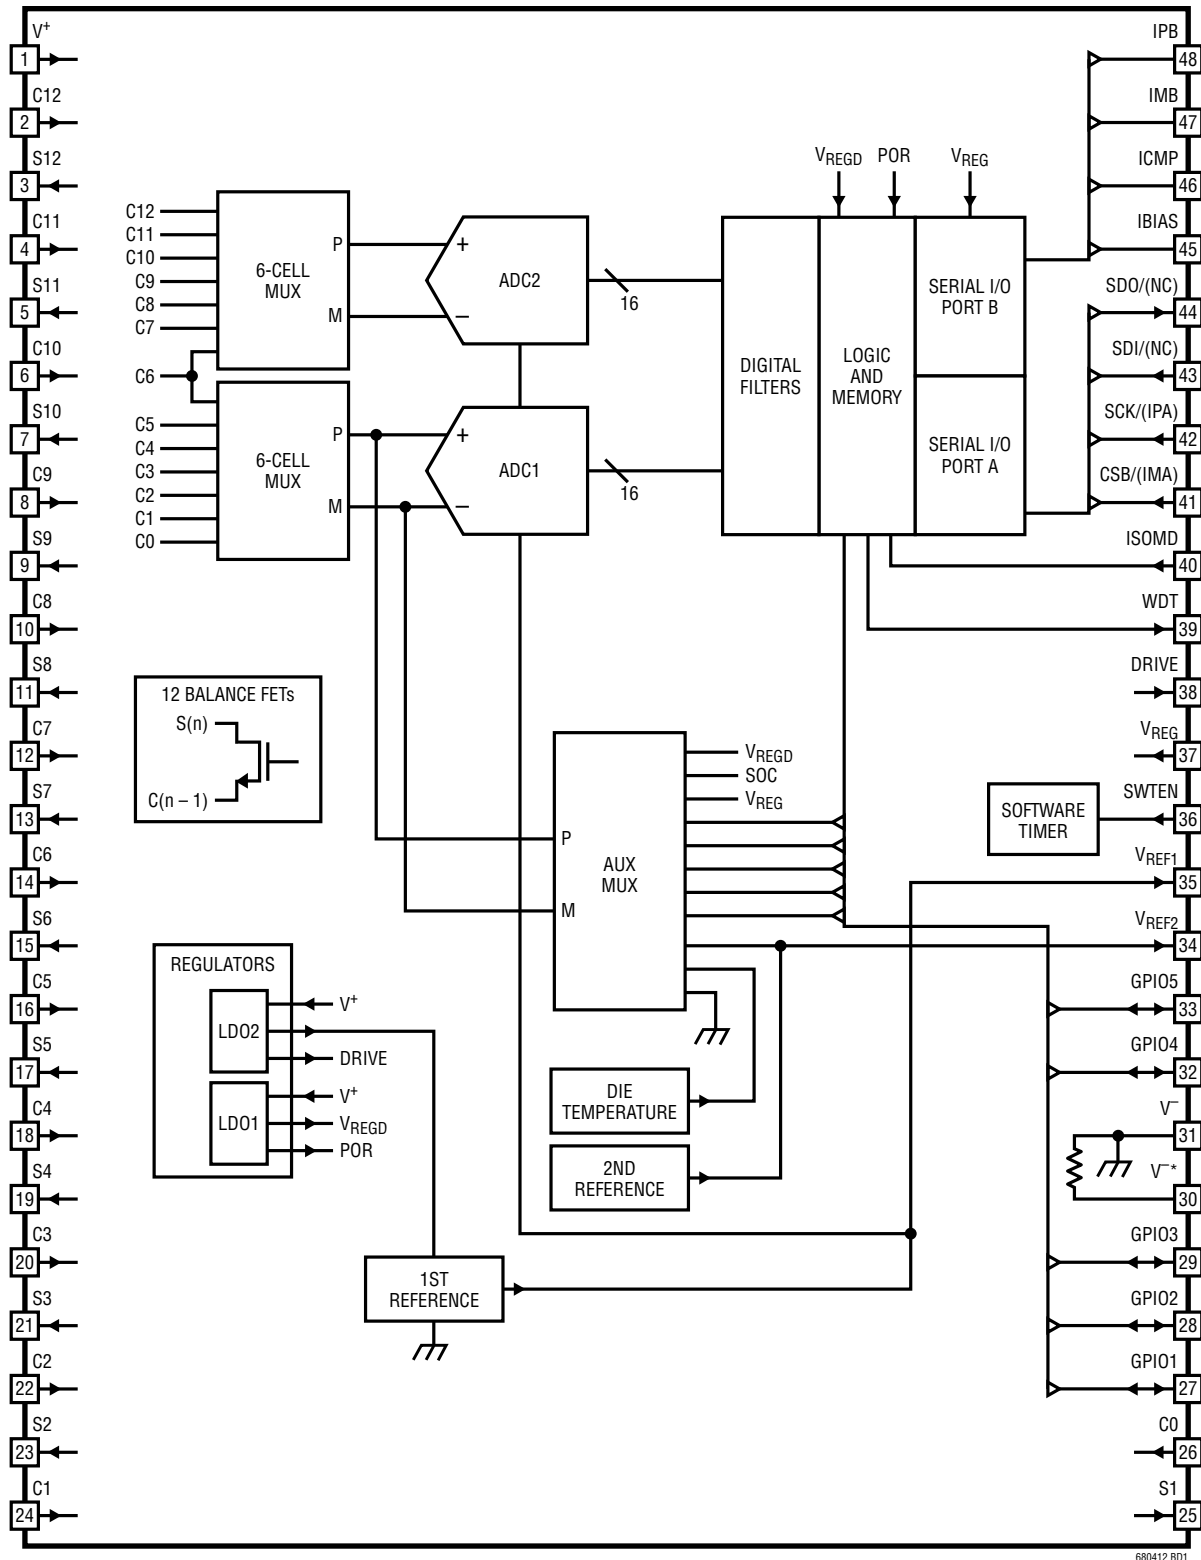 V+
1
C12
2
S12
3
C11
4
S11
5
C10
6
S10
7
C9
8
S9
9
C8
10
S8
11
C7
12
S7
13
C6
14
S6
15
C5
16
S5
17
C4
18
S4
19
C3
20
S3
21
C2
22
S2
23
C1
24
C12
C11
C10
C9
C8
C7
C6
C5
C4
C3
C2
C1
C0
6-CELL
MUX
P
M
6-CELL
MUX
P
M
+
–
ADC2
+
–
ADC1
16
16
VREGD
POR
VREG
DIGITAL
FILTERS
LOGIC
AND
MEMORY
SERIAL I/O
PORT B
SERIAL I/O
PORT A
12 BALANCE FETs
S(n)
C(n – 1)
P
M
AUX
MUX
VREGD
SOC
VREG
REGULATORS
LDO2
V+
DRIVE
LDO1
V+
VREGD
POR
DIE
TEMPERATURE
2ND
REFERENCE
1ST
REFERENCE
SOFTWARE
TIMER
IPB
48
IMB
47
ICMP
46
IBIAS
45
SDO/(NC)
44
SDI/(NC)
43
SCK/(IPA)
42
CSB/(IMA)
41
ISOMD
40
WDT
39
DRIVE
38
VREG
37
SWTEN
36
VREF1
35
VREF2
34
GPIO5
33
GPIO4
32
V–
31
V–*
30
GPIO3
29
GPIO2
28
GPIO1
27
C0
26
S1
25
680412 BD1